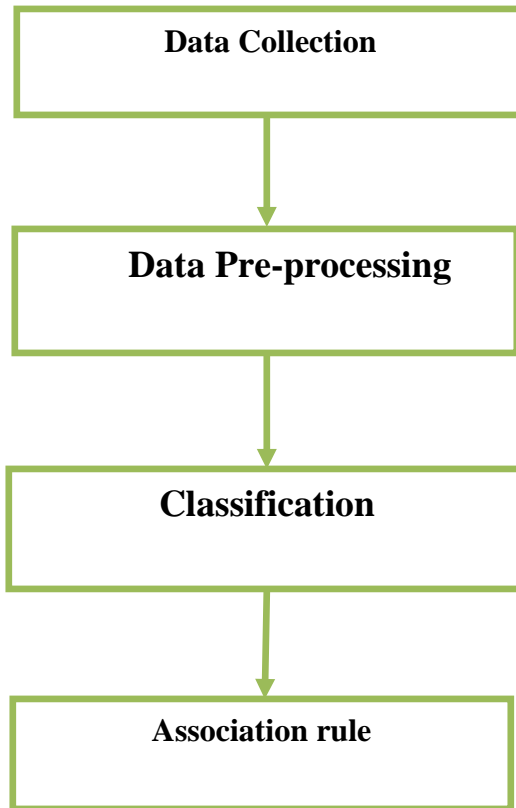 Data Collection
Data Pre-processing
Classification
Association rule